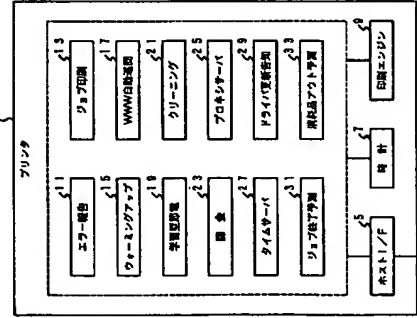 プリンタ
11
エラー報告
13
ジョブ印刷
15
ウォーミングアップ
17
WWW自動巡回
19
学習型節電
21
クリーニング
23
課金
25
プロキシサーバ
27
タイムサーバ
29
ドライバ更新告知
31
ジョブ終了予測
33
消耗品アウト予測
5
ホストI/F
7
時計
9
印刷エンジン